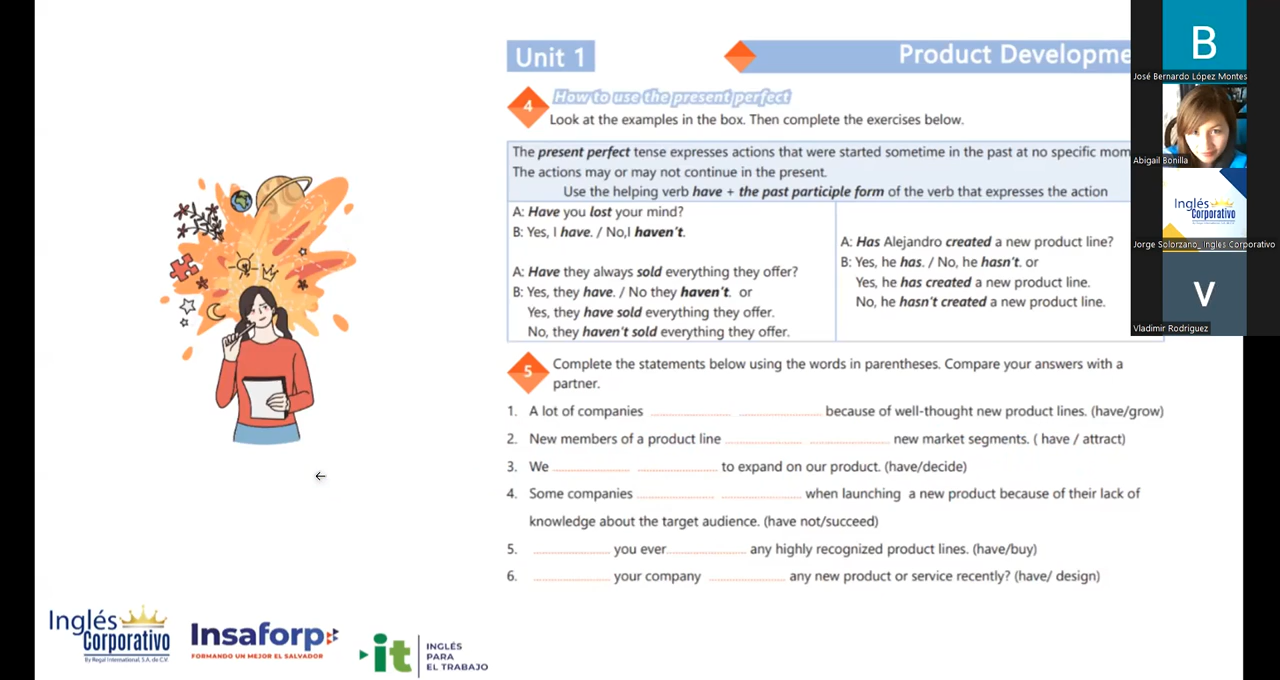 Unit 1
Product Developme
4
How to use the present perfect
Look at the examples in the box. Then complete the exercises below.
The present perfect tense expresses actions that were started sometime in the past at no specific mom
The actions may or may not continue in the present.
Use the helping verb have + the past participle form of the verb that expresses the action
A: Have you lost your mind?
B: Yes, I have. / No,I haven't.
A: Have they always sold everything they offer?
B: Yes, they have. / No they haven't. or
Yes, they have sold everything they offer.
No, they haven't sold everything they offer.
A: Has Alejandro created a new product line?
B: Yes, he has. / No, he hasn't. or
Yes, he has created a new product line.
No, he hasn't created a new product line.
5
Complete the statements below using the words in parentheses. Compare your answers with a
partner.
1. A lot of companies ........ ........ because of well-thought new product lines. (have/grow)
2. New members of a product line ........ ........ new market segments. ( have / attract)
3. We ........ ........ to expand on our product. (have/decide)
4. Some companies ........ ........ when launching a new product because of their lack of
knowledge about the target audience. (have not/succeed)
5. ........ you ever ........ any highly recognized product lines. (have/buy)
6. ........ your company ........ any new product or service recently? (have/ design)
Inglés
Corporativo
By Regal International, S.A. de C.V.
Insaforp
FORMANDO UN MEJOR EL SALVADOR
it
INGLÉS
PARA
EL TRABAJO
B
José Bernardo López Montes
Abigail Bonilla
Inglés
Corporativo
Jorge Solorzano_ Ingles Corporativo
V
Vladimir Rodriguez